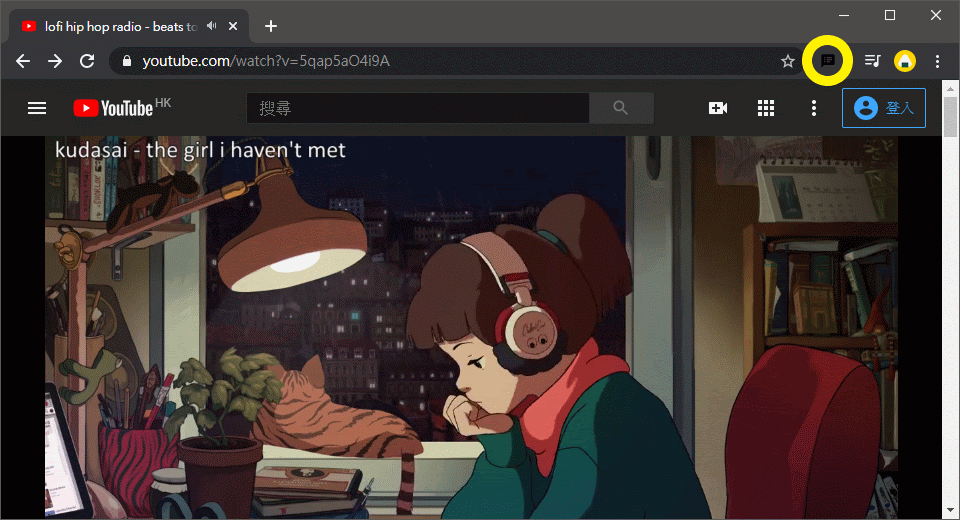 lofi hip hop radio - beats to
youtube.com/watch?v=5qap5aO4i9A
YouTube HK
搜尋
登入
kudasai - the girl i haven't met